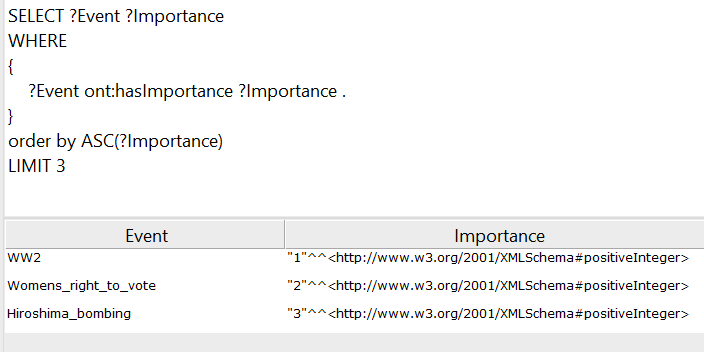 SELECT ?Event ?Importance
WHERE
{
?Event ont:hasImportance ?Importance .
}
order by ASC(?Importance)
LIMIT 3
Event Importance
WW2 "1"^^<http://www.w3.org/2001/XMLSchema#positiveInteger>
Womens_right_to_vote "2"^^<http://www.w3.org/2001/XMLSchema#positiveInteger>
Hiroshima_bombing "3"^^<http://www.w3.org/2001/XMLSchema#positiveInteger>